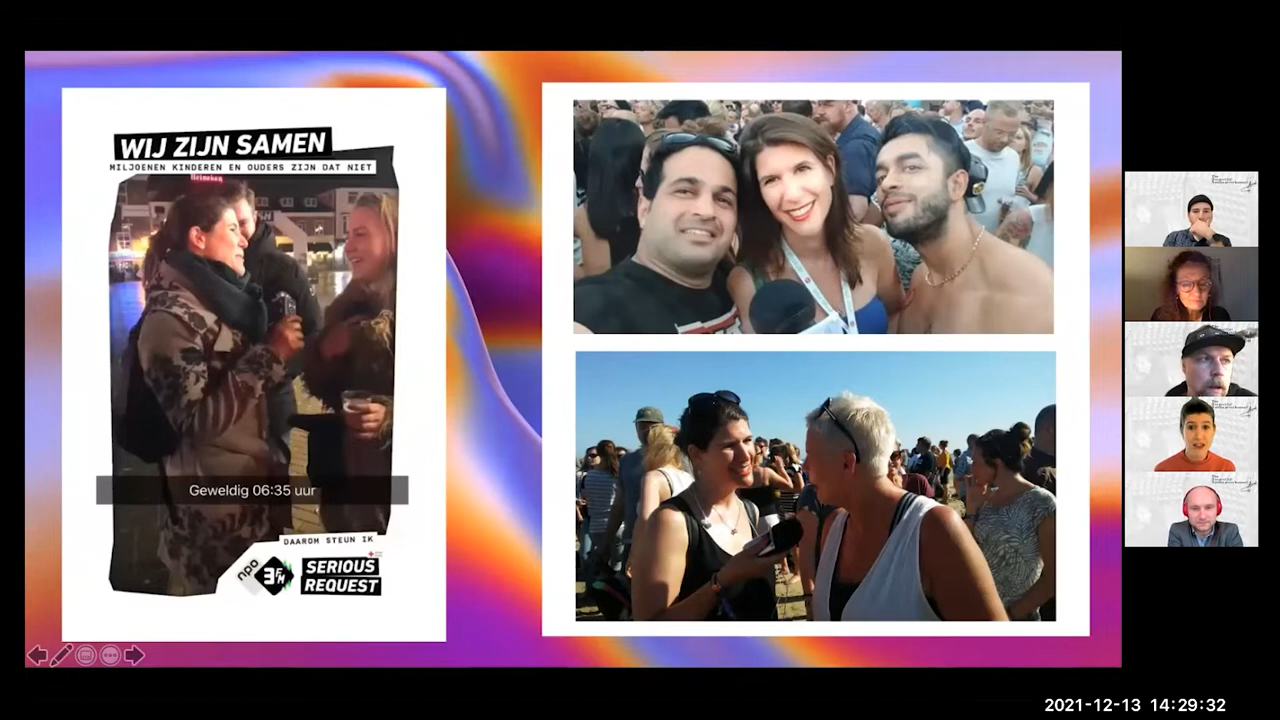 WIJ ZIJN SAMEN
MILJOENEN KINDEREN EN OUDERS ZIJN DAT NIET
Heineken
Geweldig 06:35 uur
DAAROM STEUN IK
npo
3FM
SERIOUS
REQUEST
2021-12-13 14:29:32